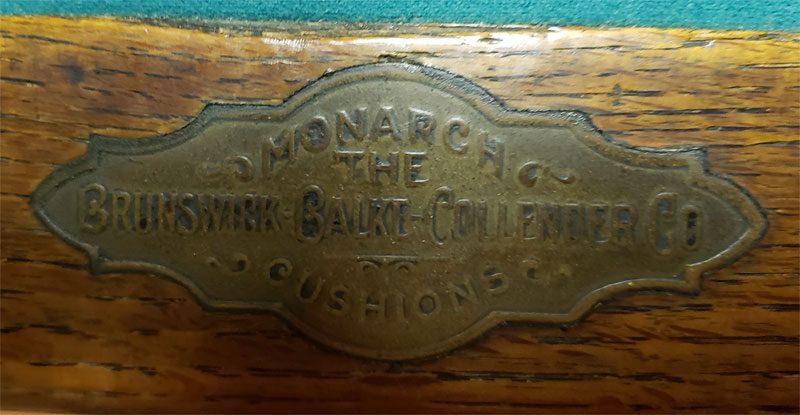 MONARCH
THE
BRUNSWICK-BALKE-COLLENDER CO
CUSHIONS